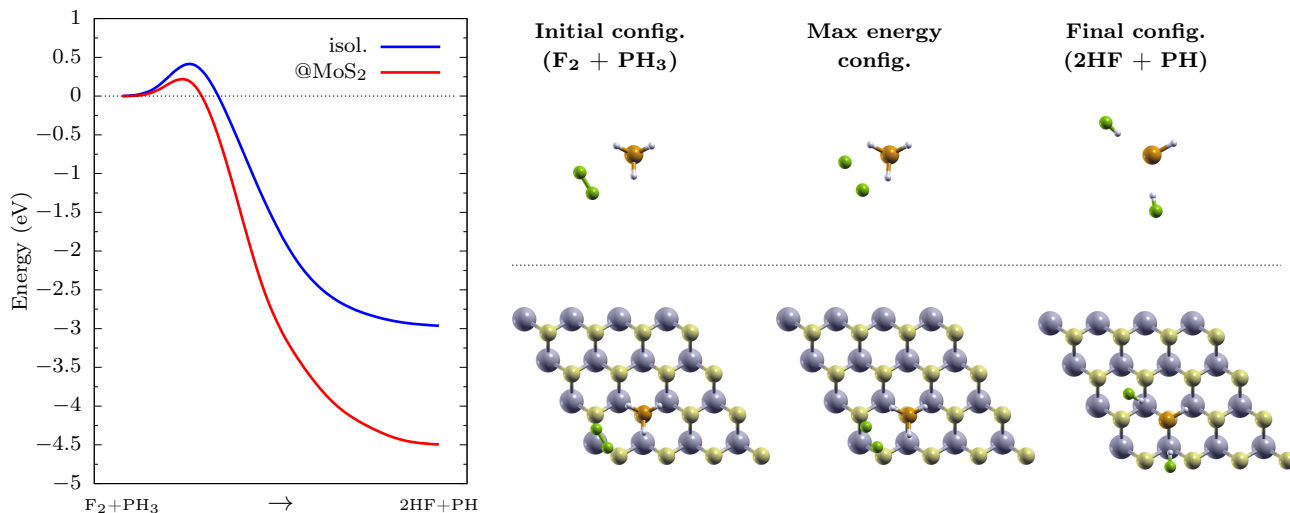 Energy (eV)
1
0.5
0
−0.5
−1
−1.5
−2
−2.5
−3
−3.5
−4
−4.5
−5
isol.
@MoS₂
F₂+PH₃ → 2HF+PH
Initial config.
(F₂ + PH₃)
Max energy
config.
Final config.
(2HF + PH)